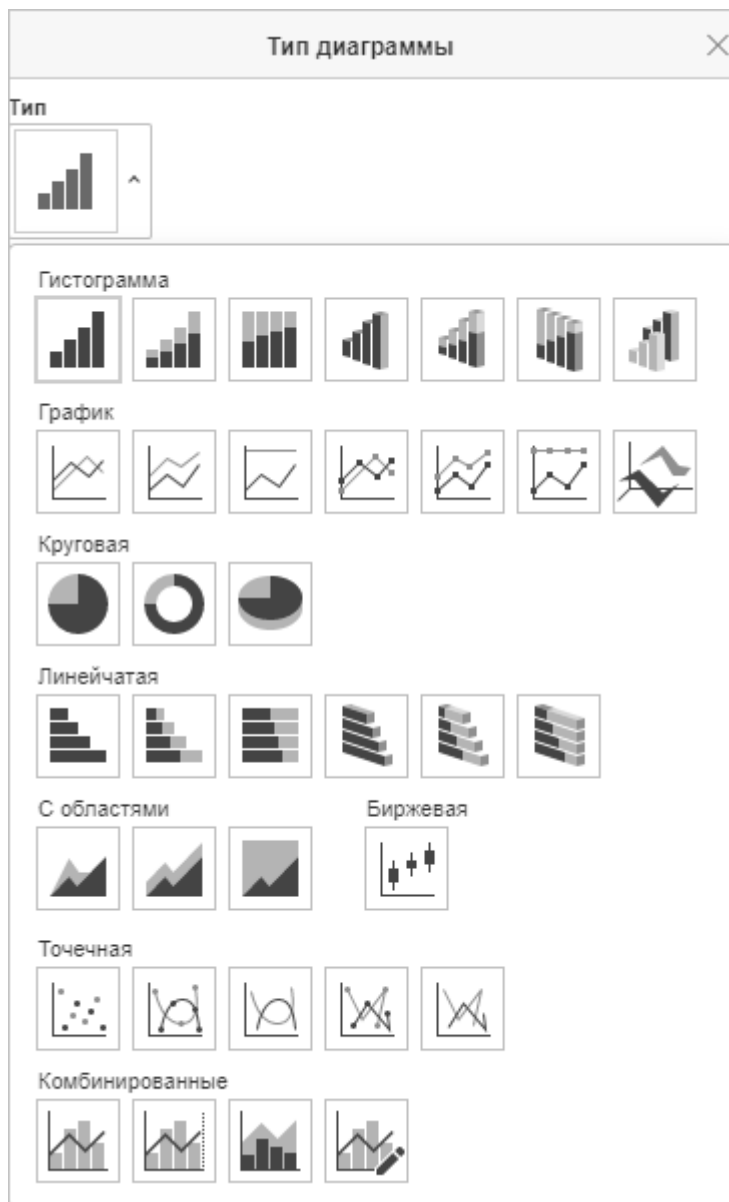 Тип диаграммы
Тип
Гистограмма
График
Круговая
Линейчатая
С областями
Биржевая
Точечная
Комбинированные